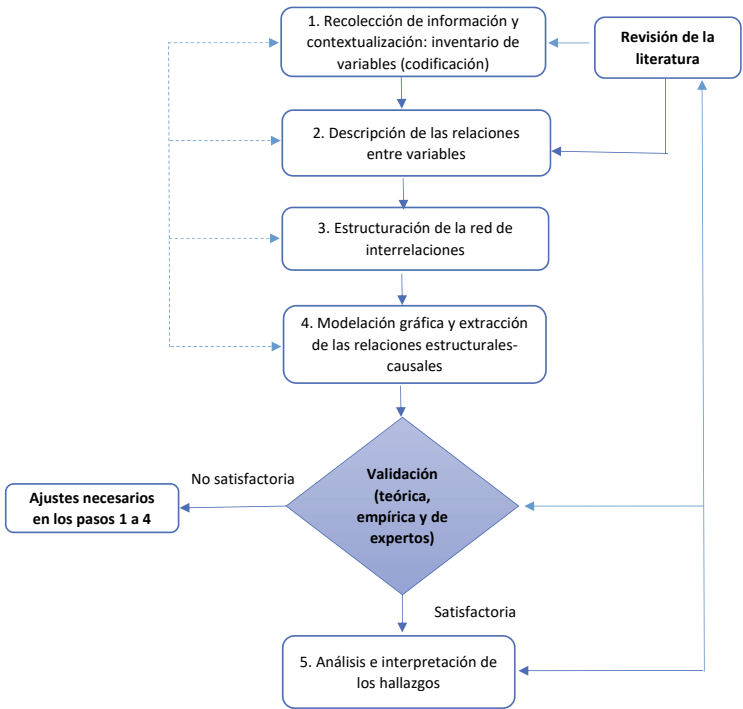 1. Recolección de información y
contextualización: inventario de
variables (codificación)
Revisión de la
literatura
2. Descripción de las relaciones
entre variables
3. Estructuración de la red de
interrelaciones
4. Modelación gráfica y extracción
de las relaciones estructurales-
causales
Validación
(teórica,
empírica y de
expertos)
No satisfactoria
Ajustes necesarios
en los pasos 1 a 4
Satisfactoria
5. Análisis e interpretación de
los hallazgos